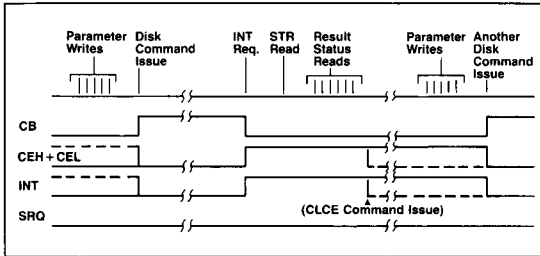 Parameter Writes
Disk Command Issue
INT Req.
STR Read
Result Status Reads
Parameter Writes
Another Disk Command Issue
CB
CEH + CEL
INT
(CLCE Command Issue)
SRQ